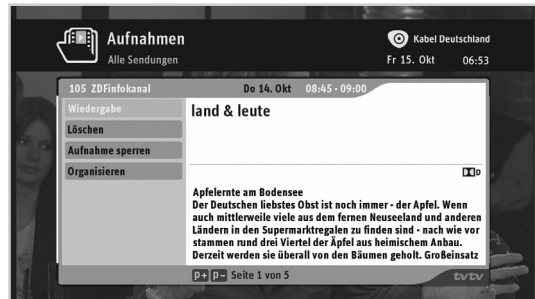 Aufnahmen
Alle Sendungen
Kabel Deutschland
Fr 15. Okt 06:53
105 ZDFinfokanal Do 14. Okt 08:45 - 09:00
Wiedergabe
Löschen
Aufnahme sperren
Organisieren
land & leute
D
Apfelernte am Bodensee
Der Deutschen liebstes Obst ist noch immer - der Apfel. Wenn
auch mittlerweile viele aus dem fernen Neuseeland und anderen
Ländern in den Supermarktregalen zu finden sind - nach wie vor
stammen rund drei Viertel der Äpfel aus heimischem Anbau.
Derzeit werden sie überall von den Bäumen geholt. Großeinsatz
p+ p- Seite 1 von 5
tvtv